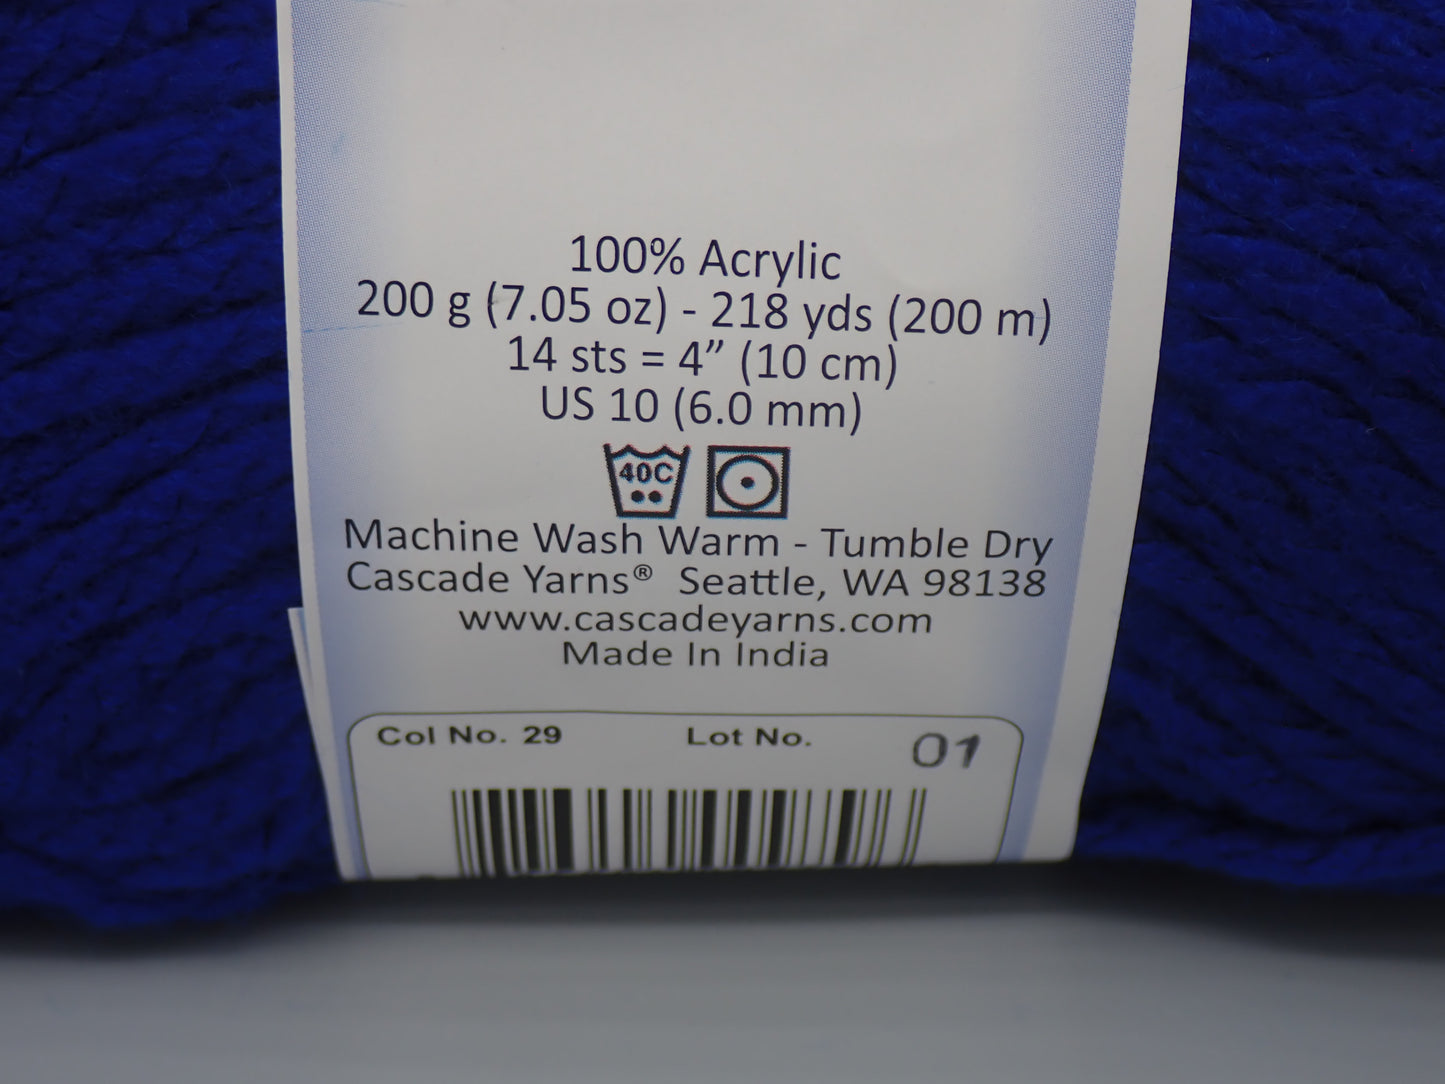 100% Acrylic
200 g (7.05 oz) - 218 yds (200 m)
14 sts = 4” (10 cm)
US 10 (6.0 mm)
40C
Machine Wash Warm - Tumble Dry
Cascade Yarns® Seattle, WA 98138
www.cascadeyarns.com
Made In India
Col No. 29 Lot No. 01